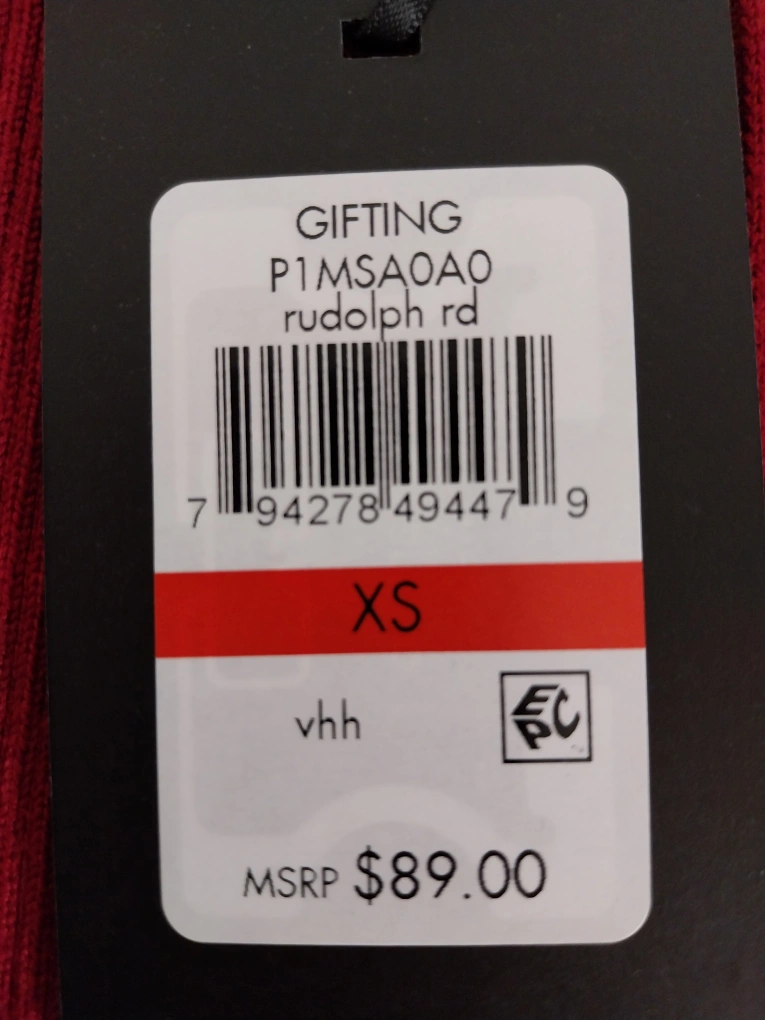 GIFTING
P1MSA0A0
rudolph rd
7 94278 49447 9
XS
vhh
EPC
MSRP $89.00